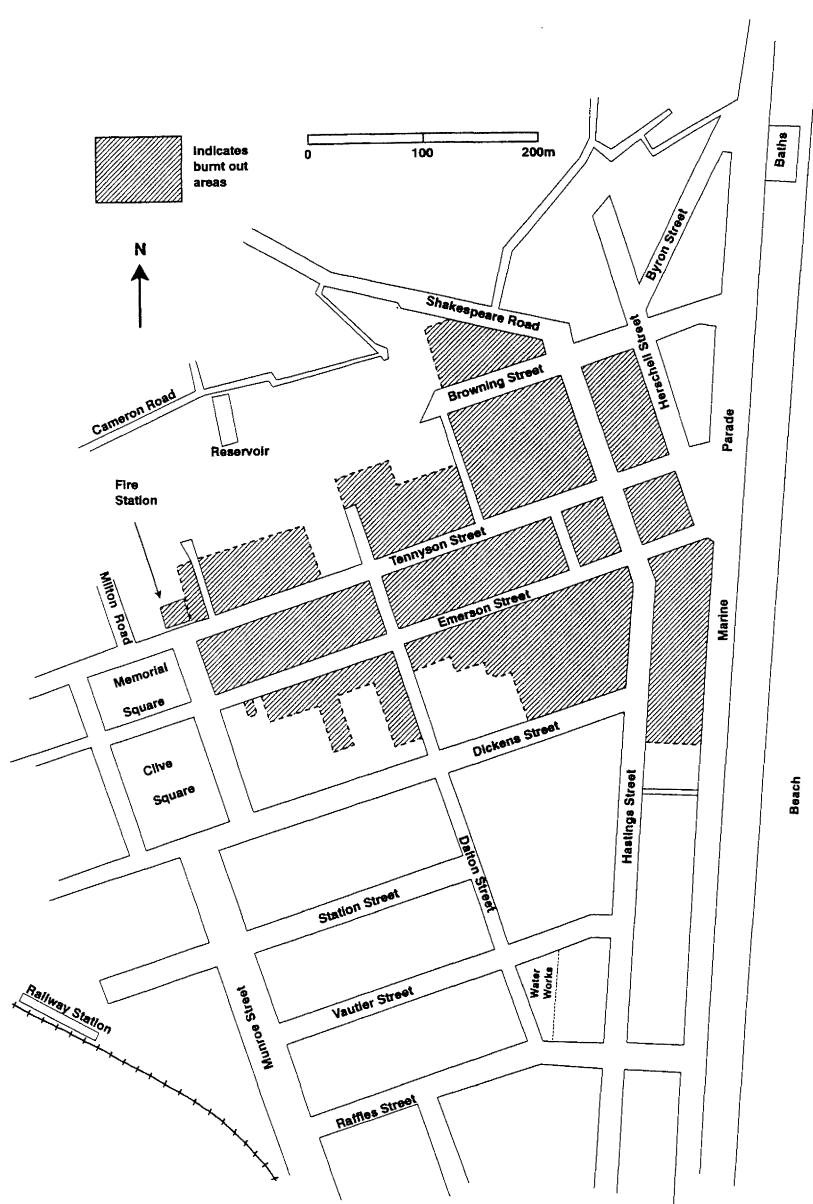 Indicates
burnt out
areas
0 100 200m
Baths
N
Byron Street
Shakespeare Road
Herschell Street
Browning Street
Cameron Road
Reservoir
Parade
Fire
Station
Tennyson Street
Milton Road
Emerson Street
Marine
Memorial
Square
Dickens Street
Clive
Square
Beach
Hastings Street
Dalton Street
Station Street
Water
Works
Railway Station
Vautier Street
Munroe Street
Raffles Street